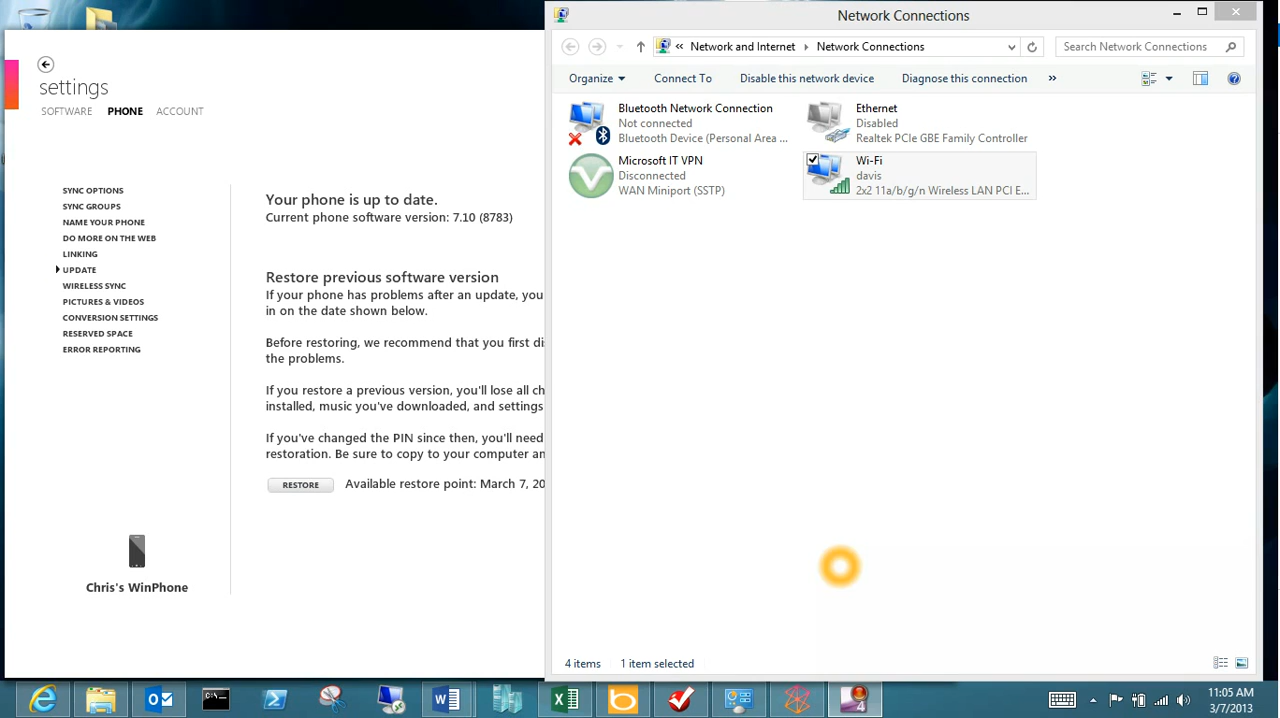 Network Connections
Network and Internet
Network Connections
Search Network Connections
Organize
Connect To
Disable this network device
Diagnose this connection
»
Bluetooth Network Connection
Not connected
Bluetooth Device (Personal Area ...
Ethernet
Disabled
Realtek PCIe GBE Family Controller
Microsoft IT VPN
Disconnected
WAN Miniport (SSTP)
Wi-Fi
davis
2x2 11a/b/g/n Wireless LAN PCI E...
4 items
1 item selected
settings
SOFTWARE PHONE ACCOUNT
SYNC OPTIONS
SYNC GROUPS
NAME YOUR PHONE
DO MORE ON THE WEB
LINKING
UPDATE
WIRELESS SYNC
PICTURES & VIDEOS
CONVERSION SETTINGS
RESERVED SPACE
ERROR REPORTING
Chris's WinPhone
Your phone is up to date.
Current phone software version: 7.10 (8783)
Restore previous software version
If your phone has problems after an update, you
in on the date shown below.
Before restoring, we recommend that you first di
the problems.
If you restore a previous version, you'll lose all ch
installed, music you've downloaded, and settings
If you've changed the PIN since then, you'll need
restoration. Be sure to copy to your computer an
RESTORE
Available restore point: March 7, 20
11:05 AM
3/7/2013